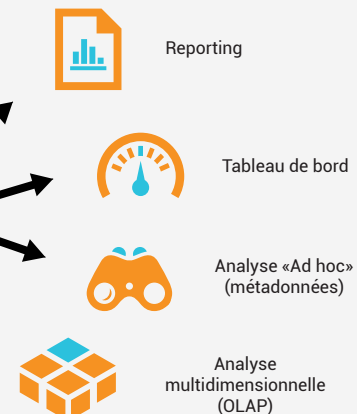 Reporting
Tableau de bord
Analyse «Ad hoc»
(métadonnées)
Analyse
multidimensionnelle
(OLAP)